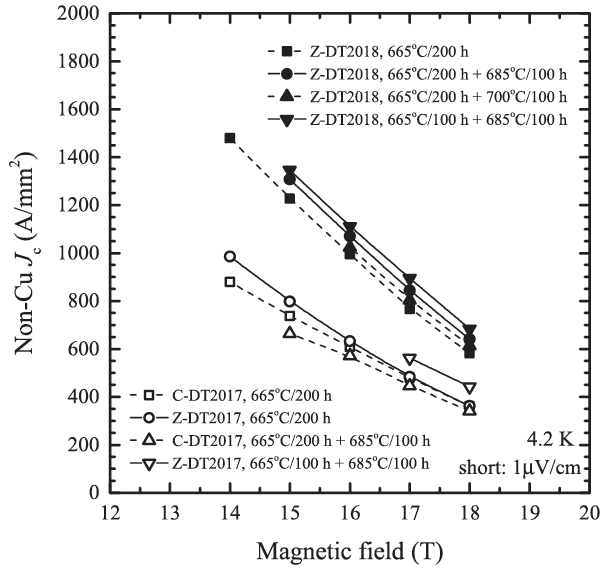 2000
1800
1600
1400
1200
1000
800
600
400
200
0
Non-Cu Jc (A/mm²)
Z-DT2018, 665°C/200 h
Z-DT2018, 665°C/200 h + 685°C/100 h
Z-DT2018, 665°C/200 h + 700°C/100 h
Z-DT2018, 665°C/100 h + 685°C/100 h
C-DT2017, 665°C/200 h
Z-DT2017, 665°C/200 h
C-DT2017, 665°C/200 h + 685°C/100 h
Z-DT2017, 665°C/100 h + 685°C/100 h
4.2 K
short: 1μV/cm
12 13 14 15 16 17 18 19 20
Magnetic field (T)